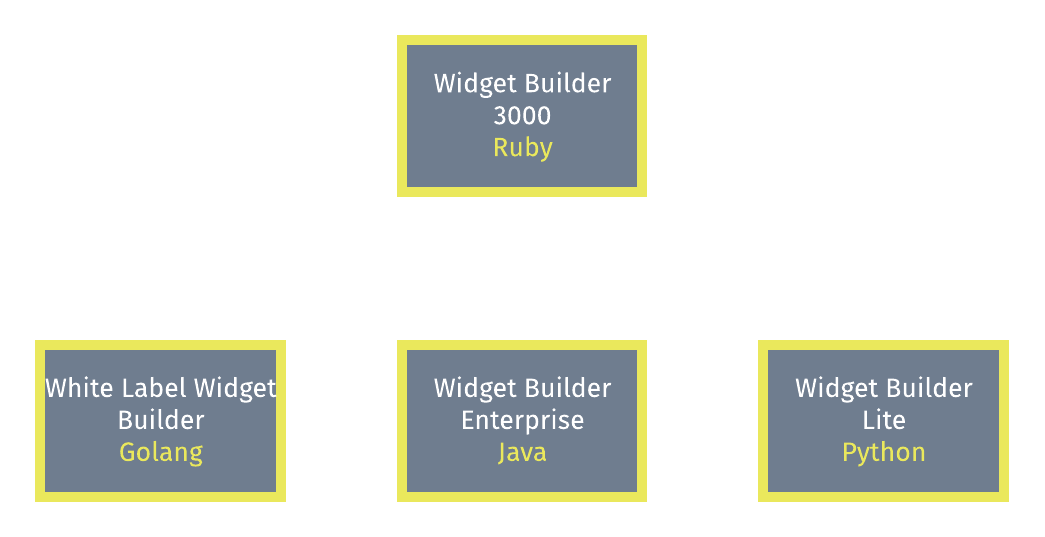 Widget Builder
3000
Ruby
White Label Widget
Builder
Golang
Widget Builder
Enterprise
Java
Widget Builder
Lite
Python